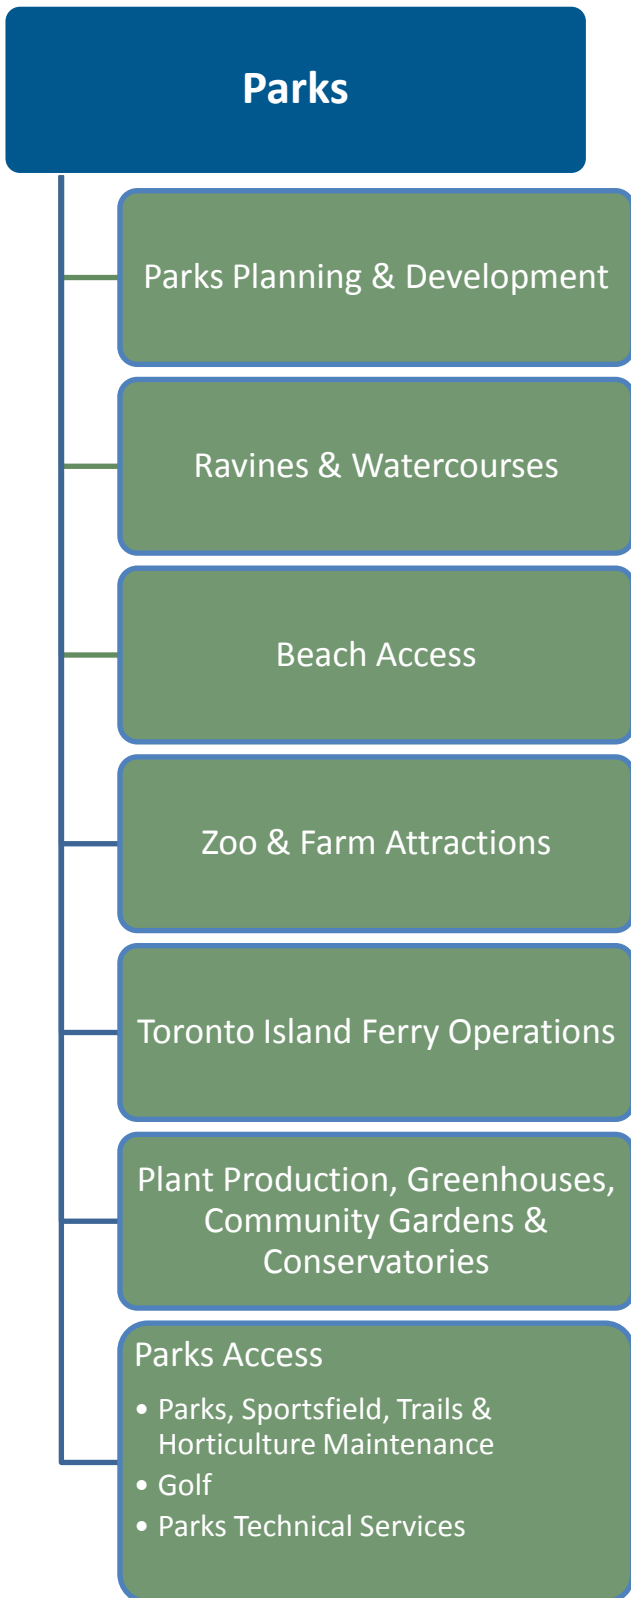 Parks
Parks Planning & Development
Ravines & Watercourses
Beach Access
Zoo & Farm Attractions
Toronto Island Ferry Operations
Plant Production, Greenhouses,
Community Gardens &
Conservatories
Parks Access
• Parks, Sportsfield, Trails &
Horticulture Maintenance
• Golf
• Parks Technical Services